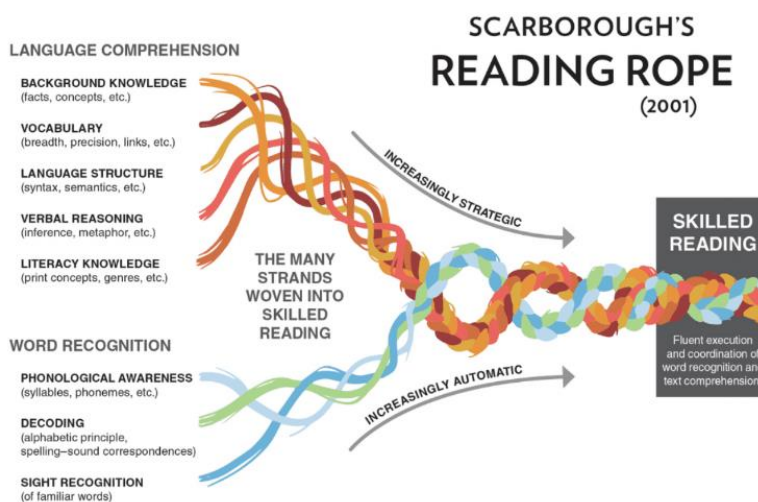 SCARBOROUGH'S
READING ROPE
(2001)
LANGUAGE COMPREHENSION
BACKGROUND KNOWLEDGE
(facts, concepts, etc.)
VOCABULARY
(breadth, precision, links, etc.)
LANGUAGE STRUCTURE
(syntax, semantics, etc.)
VERBAL REASONING
(inference, metaphor, etc.)
LITERACY KNOWLEDGE
(print concepts, genres, etc.)
THE MANY
STRANDS
WOVEN INTO
SKILLED
READING
WORD RECOGNITION
PHONOLOGICAL AWARENESS
(syllables, phonemes, etc.)
DECODING
(alphabetic principle,
spelling–sound correspondences)
SIGHT RECOGNITION
(of familiar words)
INCREASINGLY STRATEGIC
INCREASINGLY AUTOMATIC
SKILLED
READING
Fluent execution
and coordination of
word recognition and
text comprehension